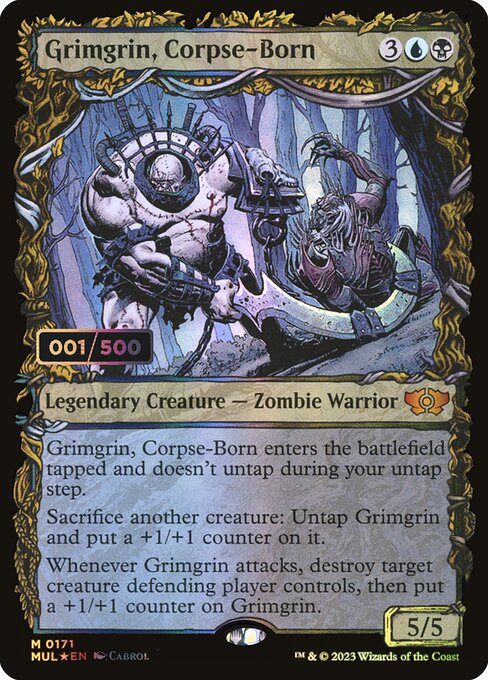 Grimgrin, Corpse-Born 3
001/500
Legendary Creature — Zombie Warrior
Grimgrin, Corpse-Born enters the battlefield
tapped and doesn't untap during your untap
step.
Sacrifice another creature: Untap Grimgrin
and put a +1/+1 counter on it.
Whenever Grimgrin attacks, destroy target
creature defending player controls, then put
a +1/+1 counter on Grimgrin.
5/5
M 0171
MUL★EN CABROL
™ & © 2023 Wizards of the Coast